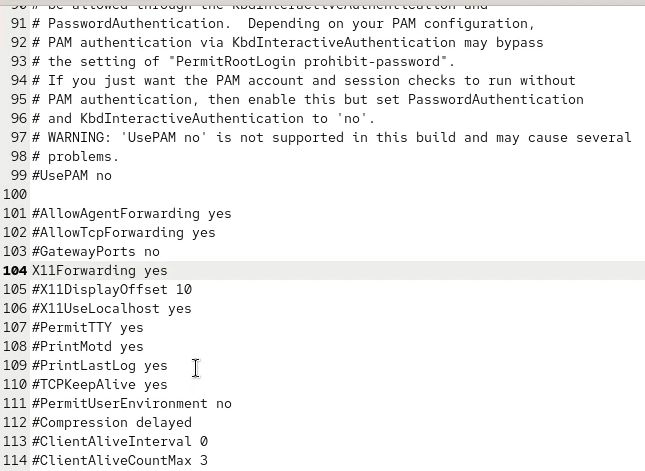 90 # be allowed through the KbdInteractiveAuthentication and
91 # PasswordAuthentication.  Depending on your PAM configuration,
92 # PAM authentication via KbdInteractiveAuthentication may bypass
93 # the setting of "PermitRootLogin prohibit-password".
94 # If you just want the PAM account and session checks to run without
95 # PAM authentication, then enable this but set PasswordAuthentication
96 # and KbdInteractiveAuthentication to 'no'.
97 # WARNING: 'UsePAM no' is not supported in this build and may cause several
98 # problems.
99 #UsePAM no
100
101 #AllowAgentForwarding yes
102 #AllowTcpForwarding yes
103 #GatewayPorts no
104 X11Forwarding yes
105 #X11DisplayOffset 10
106 #X11UseLocalhost yes
107 #PermitTTY yes
108 #PrintMotd yes
109 #PrintLastLog yes
110 #TCPKeepAlive yes
111 #PermitUserEnvironment no
112 #Compression delayed
113 #ClientAliveInterval 0
114 #ClientAliveCountMax 3